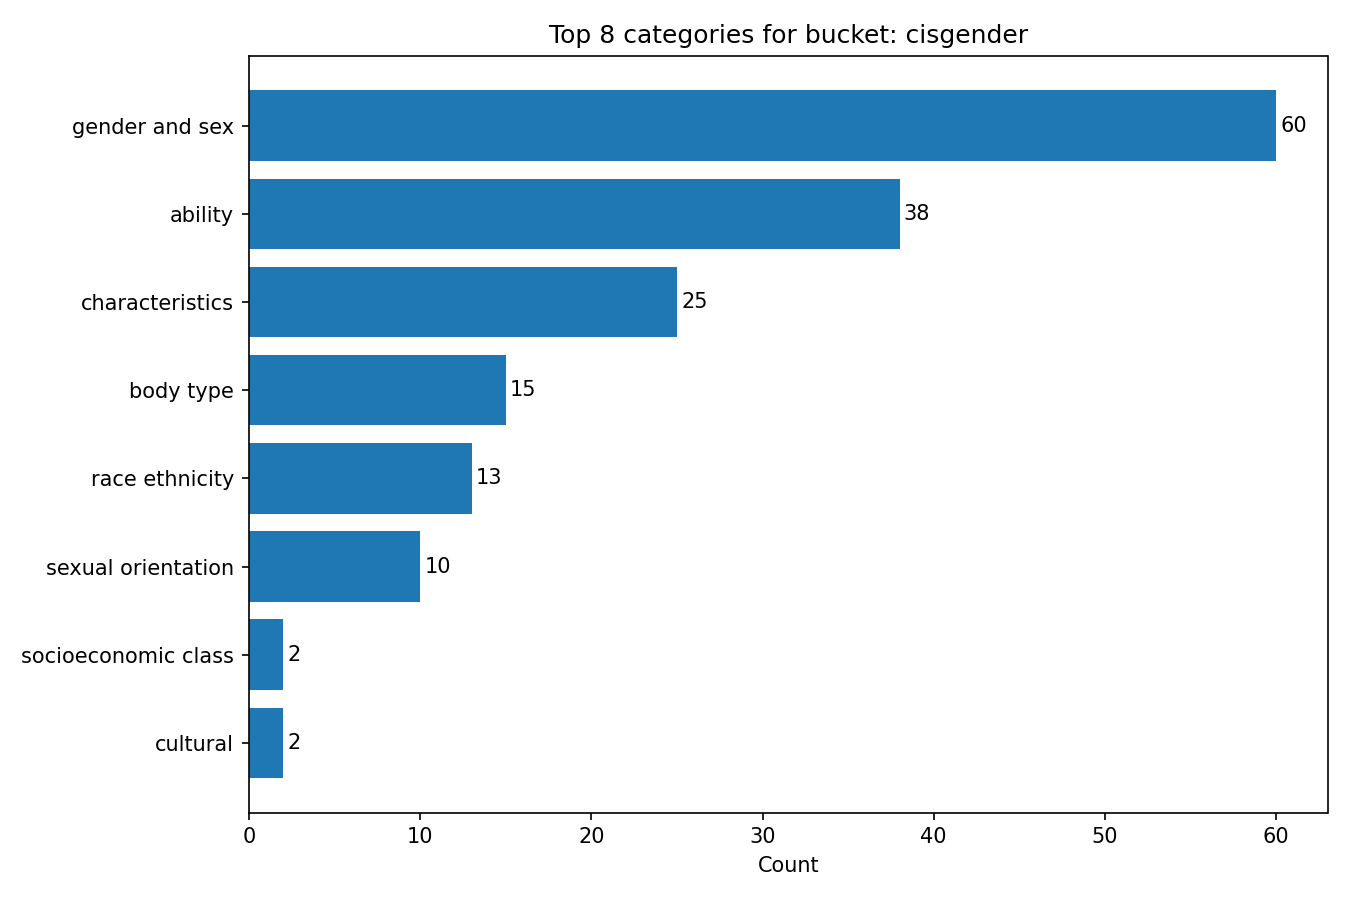 Top 8 categories for bucket: cisgender
gender and sex 60
ability 38
characteristics 25
body type 15
race ethnicity 13
sexual orientation 10
socioeconomic class 2
cultural 2
0 10 20 30 40 50 60
Count